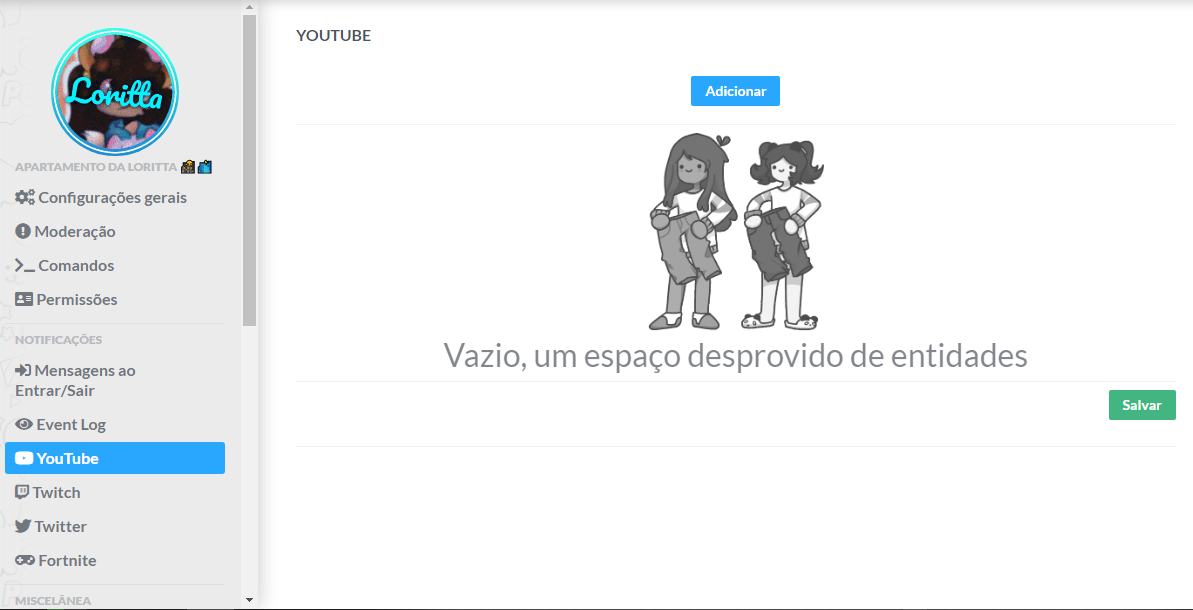 Loritta
APARTAMENTO DA LORITTA
Configurações gerais
Moderação
Comandos
Permissões
NOTIFICAÇÕES
Mensagens ao
Entrar/Sair
Event Log
YouTube
Twitch
Twitter
Fortnite
MISCELÂNEA
YOUTUBE
Adicionar
Vazio, um espaço desprovido de entidades
Salvar